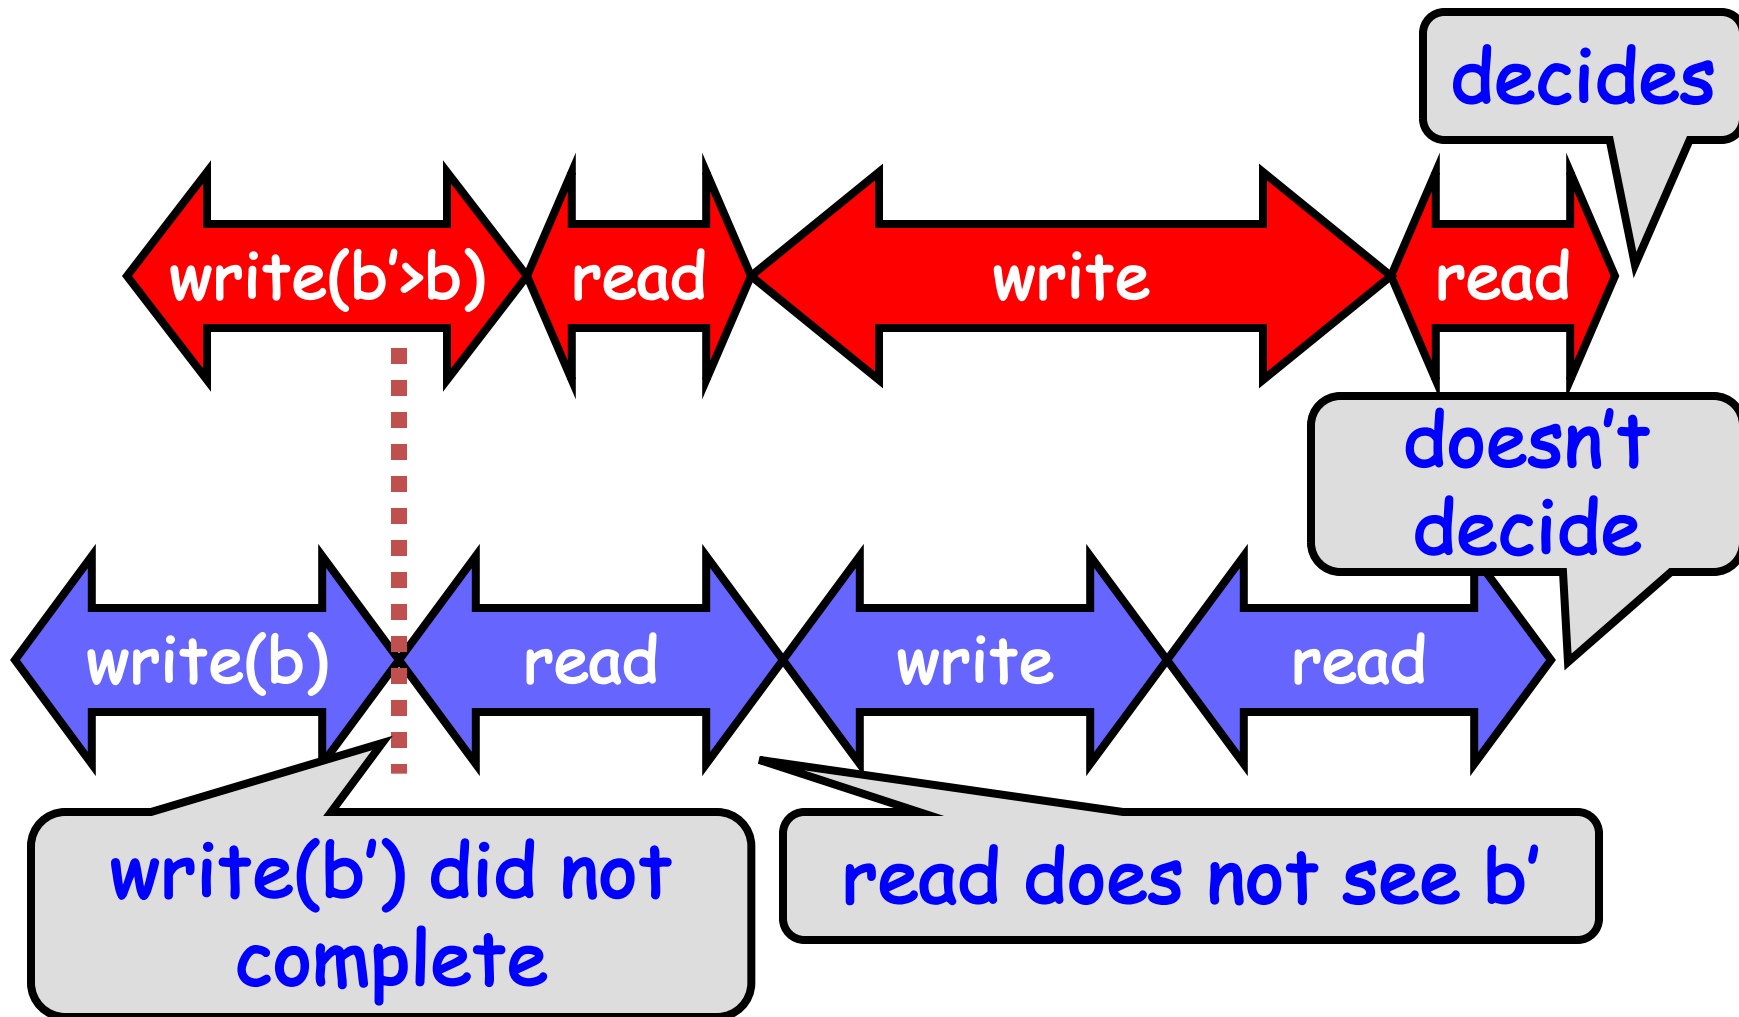 decides
write(b’>b)
read
write
read
doesn’t
decide
write(b)
read
write
read
write(b’) did not
complete
read does not see b’